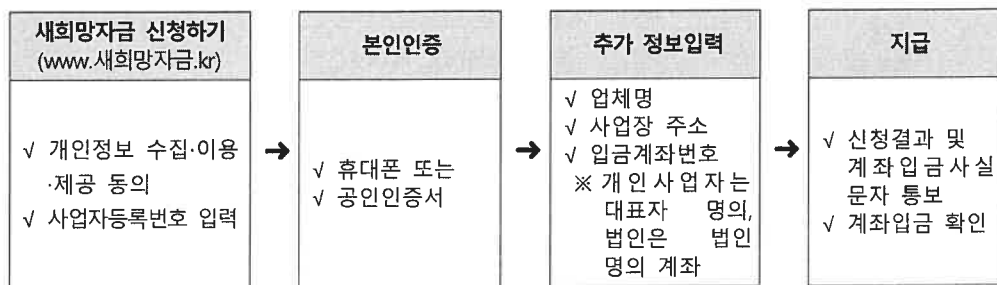 새희망자금 신청하기
(www.새희망자금.kr)
√ 개인정보 수집·이용
·제공 동의
√ 사업자등록번호 입력
➔
본인인증
√ 휴대폰 또는
√ 공인인증서
➔
추가 정보입력
√ 업체명
√ 사업장 주소
√ 입금계좌번호
※ 개인사업자는
대표자 명의,
법인은 법인
명의 계좌
➔
지급
√ 신청결과 및
계좌입금사실
문자 통보
√ 계좌입금 확인